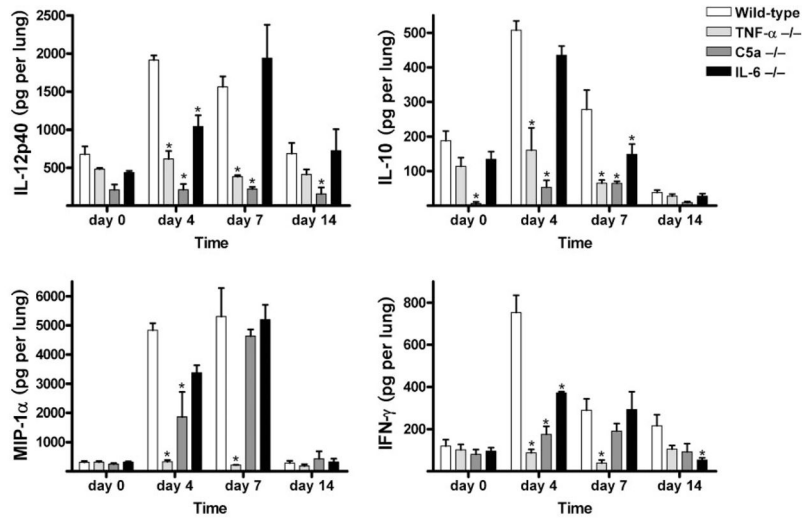 Wild-type
TNF-α –/–
C5a –/–
IL-6 –/–
IL-12p40 (pg per lung)
2500
2000
1500
1000
500
* * * * * *
day 0 day 4 day 7 day 14
Time
IL-10 (pg per lung)
500
400
300
200
100
* * * * * *
day 0 day 4 day 7 day 14
Time
MIP-1α (pg per lung)
6000
5000
4000
3000
2000
1000
* * *
day 0 day 4 day 7 day 14
Time
IFN-γ (pg per lung)
800
600
400
200
* * * * *
day 0 day 4 day 7 day 14
Time